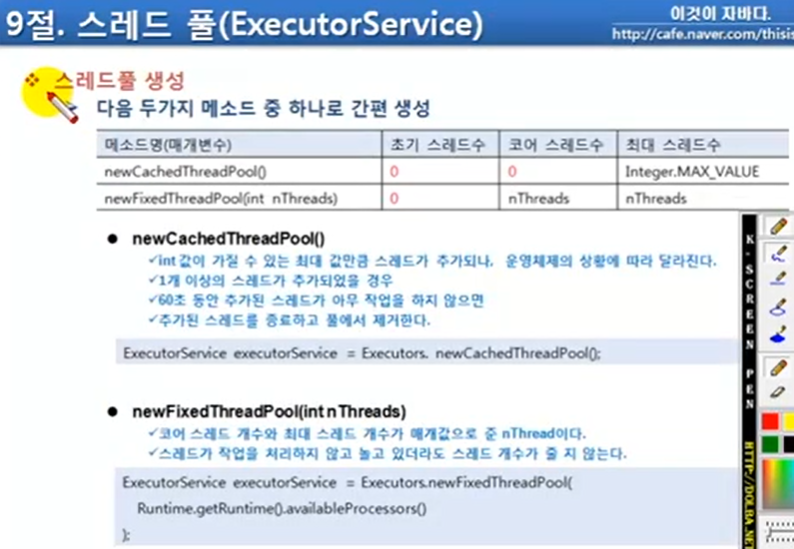 9절. 스레드 풀(ExecutorService)
이것이 자바다.
http://cafe.naver.com/thisis
❖ 스레드풀 생성
다음 두가지 메소드 중 하나로 간편 생성
메소드명(매개변수) 초기 스레드수 코어 스레드수 최대 스레드수
newCachedThreadPool() 0 0 Integer.MAX_VALUE
newFixedThreadPool(int nThreads) 0 nThreads nThreads
● newCachedThreadPool()
✓int값이 가질 수 있는 최대 값만큼 스레드가 추가되나, 운영체제의 상황에 따라 달라진다.
✓1개 이상의 스레드가 추가되었을 경우
✓60초 동안 추가된 스레드가 아무 작업을 하지 않으면
✓추가된 스레드를 종료하고 풀에서 제거한다.
ExecutorService executorService = Executors. newCachedThreadPool();
● newFixedThreadPool(int nThreads)
✓코어 스레드 개수와 최대 스레드 개수가 매개값으로 준 nThread이다.
✓스레드가 작업을 처리하지 않고 놀고 있더라도 스레드 개수가 줄 지 않는다.
ExecutorService executorService = Executors.newFixedThreadPool(
Runtime.getRuntime().availableProcessors()
);
K-SCREEN PEN
HTTP://DOLBA.NET